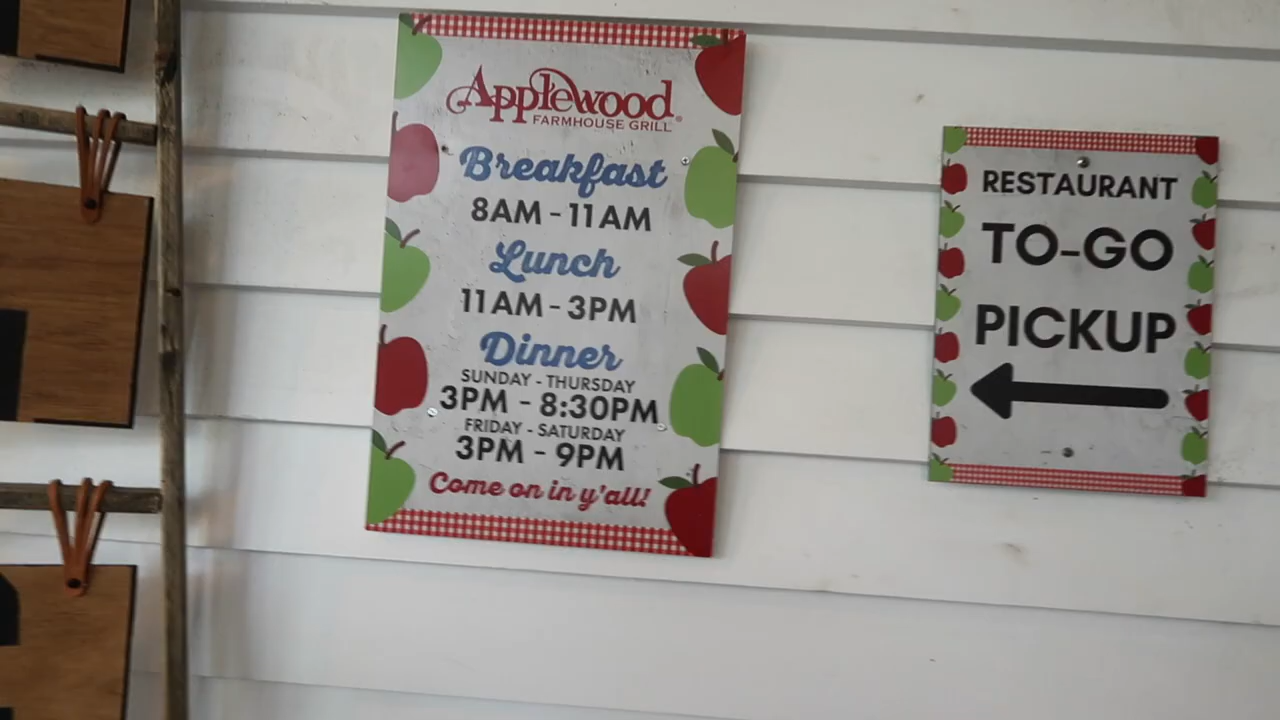 Applewood
FARMHOUSE GRILL®
Breakfast
8AM - 11AM
Lunch
11AM - 3PM
Dinner
SUNDAY - THURSDAY
3PM - 8:30PM
FRIDAY - SATURDAY
3PM - 9PM
Come on in y'all!
RESTAURANT
TO-GO
PICKUP